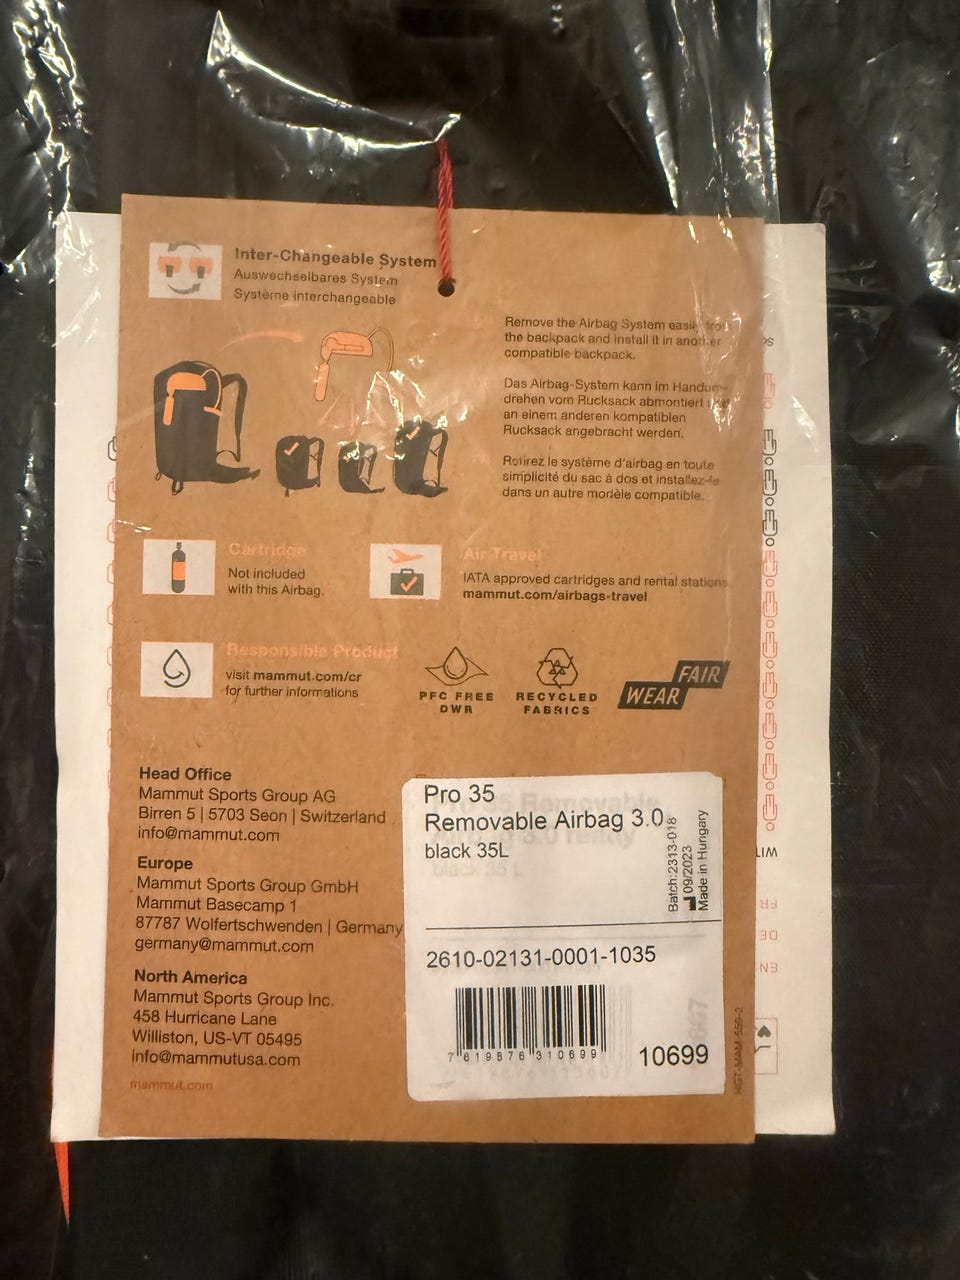 Inter-Changeable System
Auswechselbares System
Système interchangeable
Remove the Airbag System easily from
the backpack and install it in another
compatible backpack.
Das Airbag-System kann im Handum-
drehen vom Rucksack abmontiert und
an einem anderen kompatiblen
Rucksack angebracht werden.
Retirez le système d'airbag en toute
simplicité du sac à dos et installez-le
dans un autre modèle compatible.
Cartridge
Not included
with this Airbag.
Air Travel
IATA approved cartridges and rental stations
mammut.com/airbags-travel
Responsible Product
visit mammut.com/cr
for further informations
PFC FREE
DWR
RECYCLED
FABRICS
FAIR
WEAR
Head Office
Mammut Sports Group AG
Birren 5 | 5703 Seon | Switzerland
info@mammut.com
Europe
Mammut Sports Group GmbH
Mammut Basecamp 1
87787 Wolfertschwenden | Germany
germany@mammut.com
North America
Mammut Sports Group Inc.
458 Hurricane Lane
Williston, US-VT 05495
info@mammutusa.com
mammut.com
Pro 35
Removable Airbag 3.0
black 35L
Batch:2313-018
09/2023
Made in Hungary
2610-02131-0001-1035
7 619876 310699
10699
FR
DE
EN